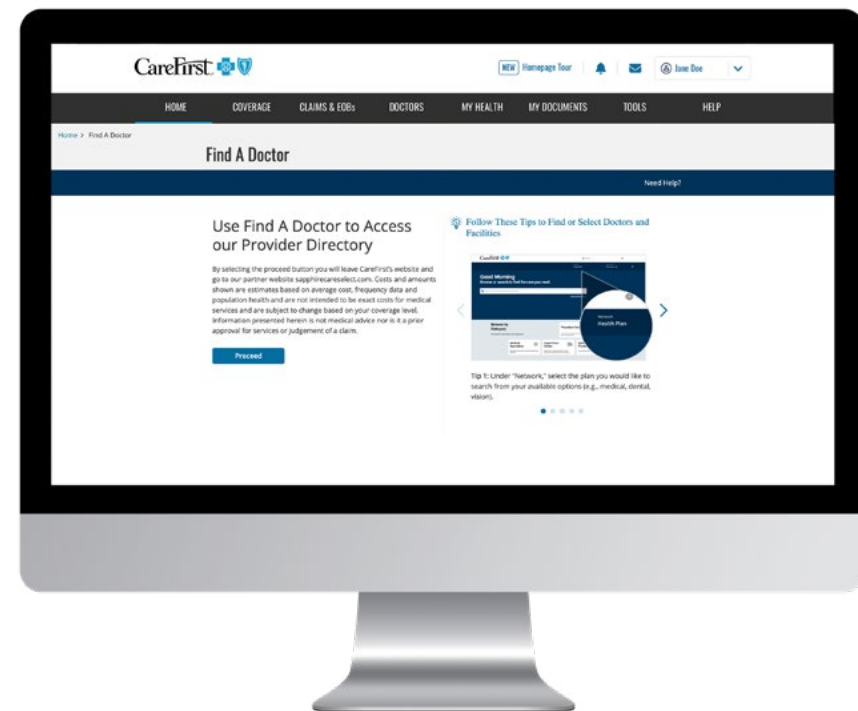 CareFirst
NEW Homepage Tour
Jane Doe
HOME COVERAGE CLAIMS & EOBs DOCTORS MY HEALTH MY DOCUMENTS TOOLS HELP
Home > Find A Doctor
Find A Doctor
Need Help?
Use Find A Doctor to Access
our Provider Directory
By selecting the proceed button you will leave CareFirst's website and
go to our partner website sapphirecareselect.com. Costs and amounts
shown are estimates based on average cost, frequency data and
population health and are not intended to be exact costs for medical
services and are subject to change based on your coverage level.
Information presented herein is not medical advice nor is it a prior
approval for services or judgement of a claim.
Proceed
Follow These Tips to Find or Select Doctors and
Facilities
CareFirst
Good Morning
Network
Health Plan
Tip 1: Under "Network," select the plan you would like to
search from your available options (e.g., medical, dental,
vision).